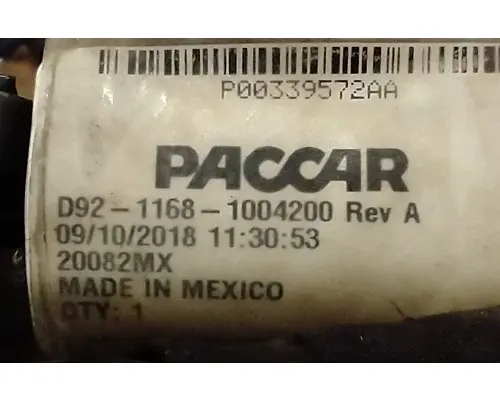 P00339572AA
PACCAR
D92-1168-1004200 Rev A
09/10/2018 11:30:53
20082MX
MADE IN MEXICO
QTY: 1